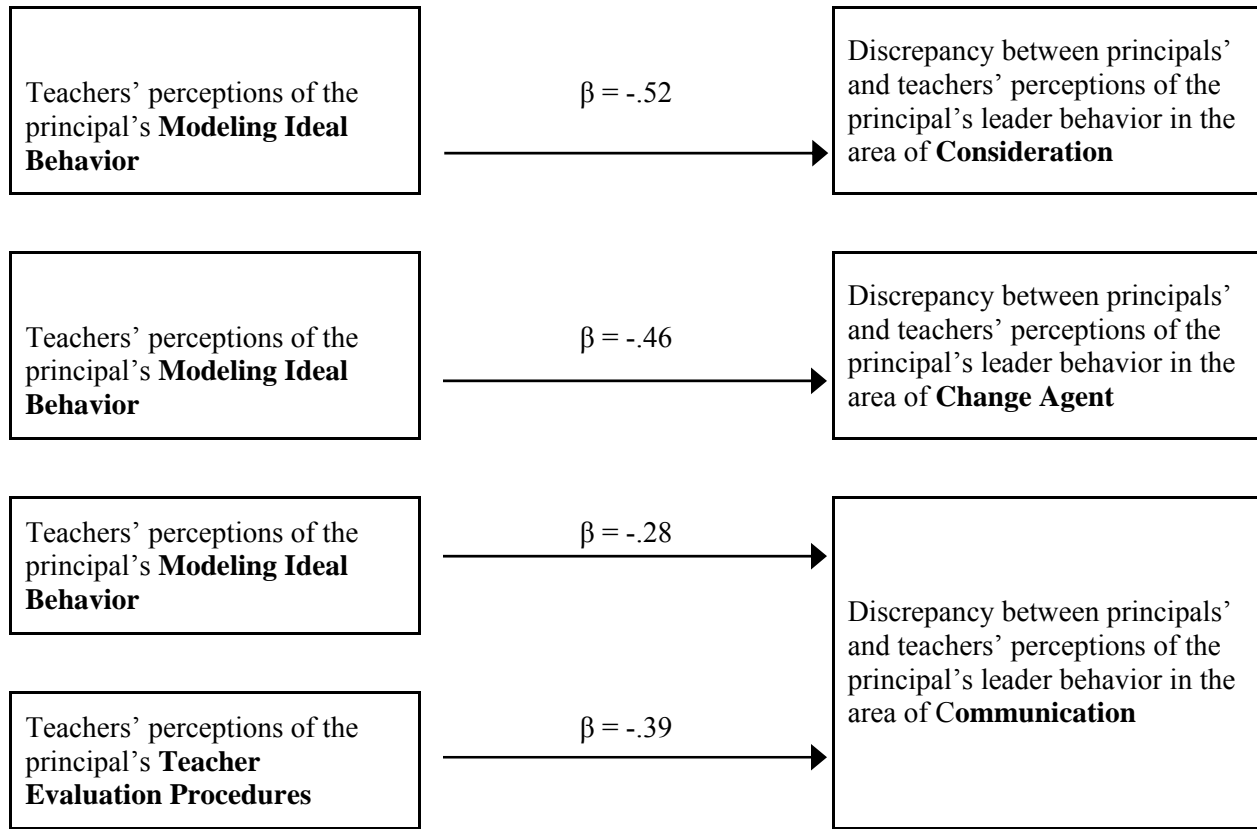 Teachers’ perceptions of the
principal’s Modeling Ideal
Behavior
β = -.52
Discrepancy between principals’
and teachers’ perceptions of the
principal’s leader behavior in the
area of Consideration
Teachers’ perceptions of the
principal’s Modeling Ideal
Behavior
β = -.46
Discrepancy between principals’
and teachers’ perceptions of the
principal’s leader behavior in the
area of Change Agent
Teachers’ perceptions of the
principal’s Modeling Ideal
Behavior
β = -.28
Teachers’ perceptions of the
principal’s Teacher
Evaluation Procedures
β = -.39
Discrepancy between principals’
and teachers’ perceptions of the
principal’s leader behavior in the
area of Communication